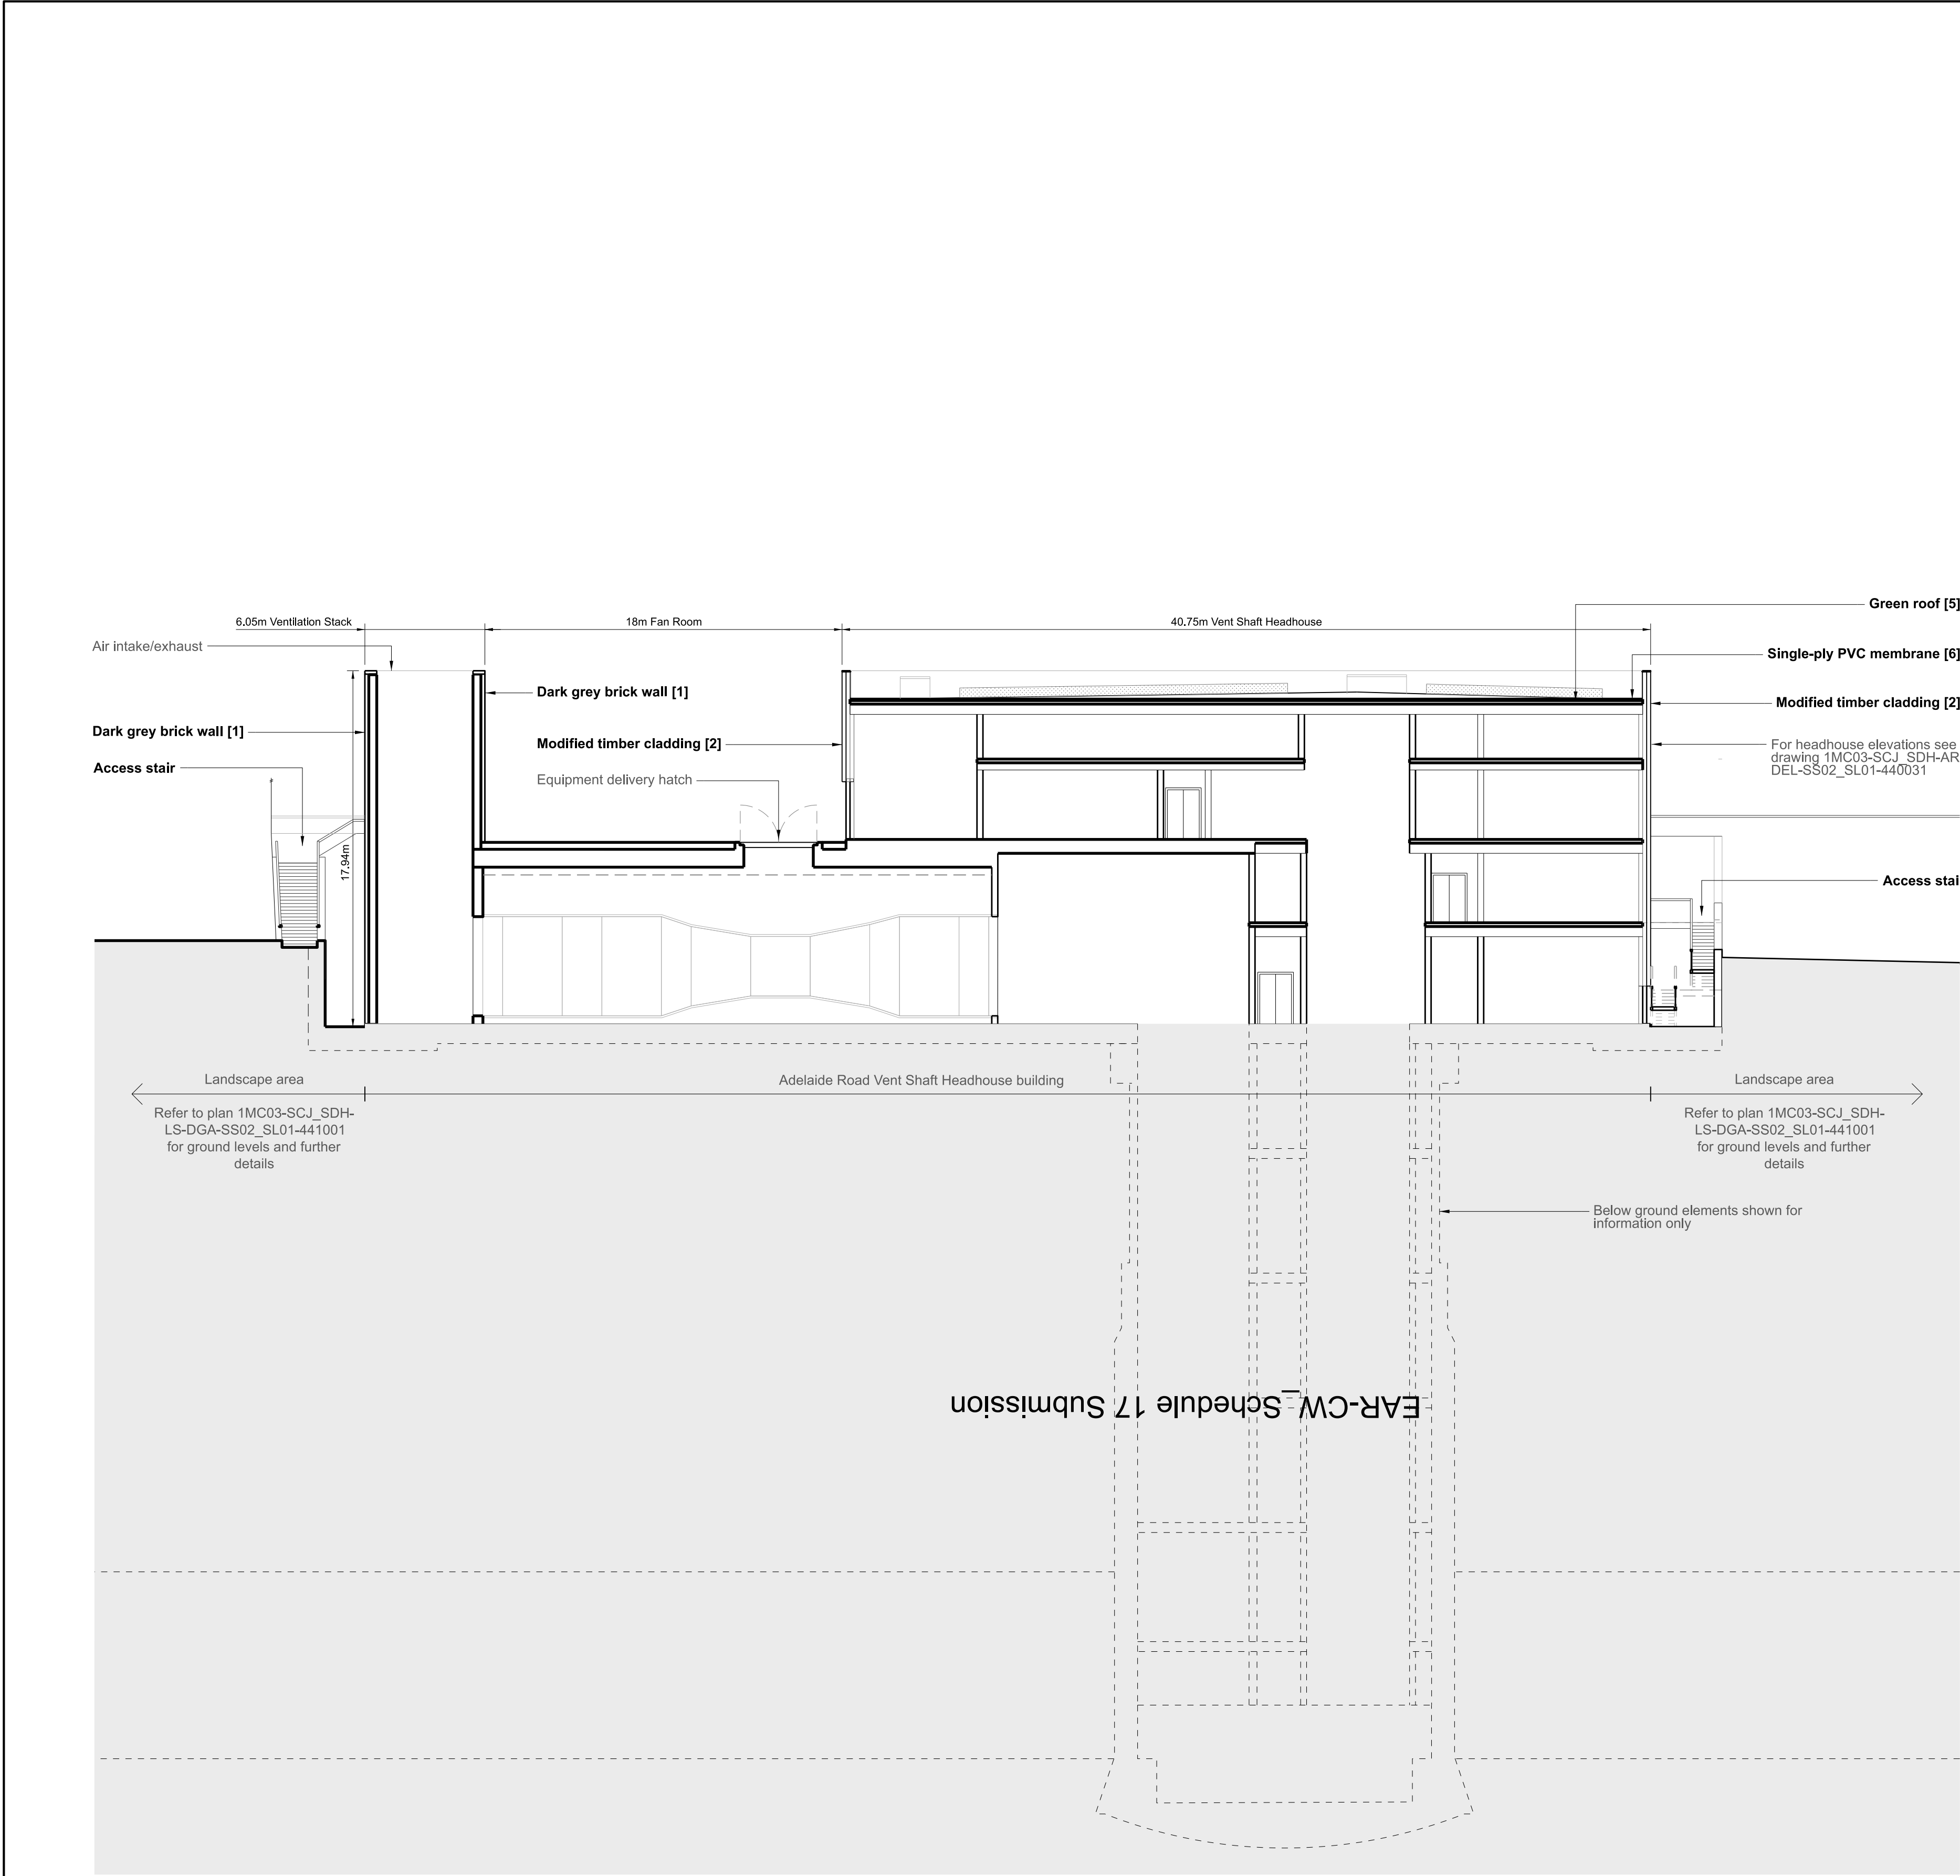 6.05m Ventilation Stack
18m Fan Room
40.75m Vent Shaft Headhouse
Green roof [5]
Air intake/exhaust
Single-ply PVC membrane [6]
Dark grey brick wall [1]
Modified timber cladding [2]
Dark grey brick wall [1]
Modified timber cladding [2]
For headhouse elevations see
drawing 1MC03-SCJ_SDH-AR
DEL-SS02_SL01-440031
Access stair
Equipment delivery hatch
17.94m
Access stai
Landscape area
Adelaide Road Vent Shaft Headhouse building
Landscape area
Refer to plan 1MC03-SCJ_SDH-
LS-DGA-SS02_SL01-441001
for ground levels and further
details
Refer to plan 1MC03-SCJ_SDH-
LS-DGA-SS02_SL01-441001
for ground levels and further
details
Below ground elements shown for
information only
EAR-CW_Schedule 17 Submission